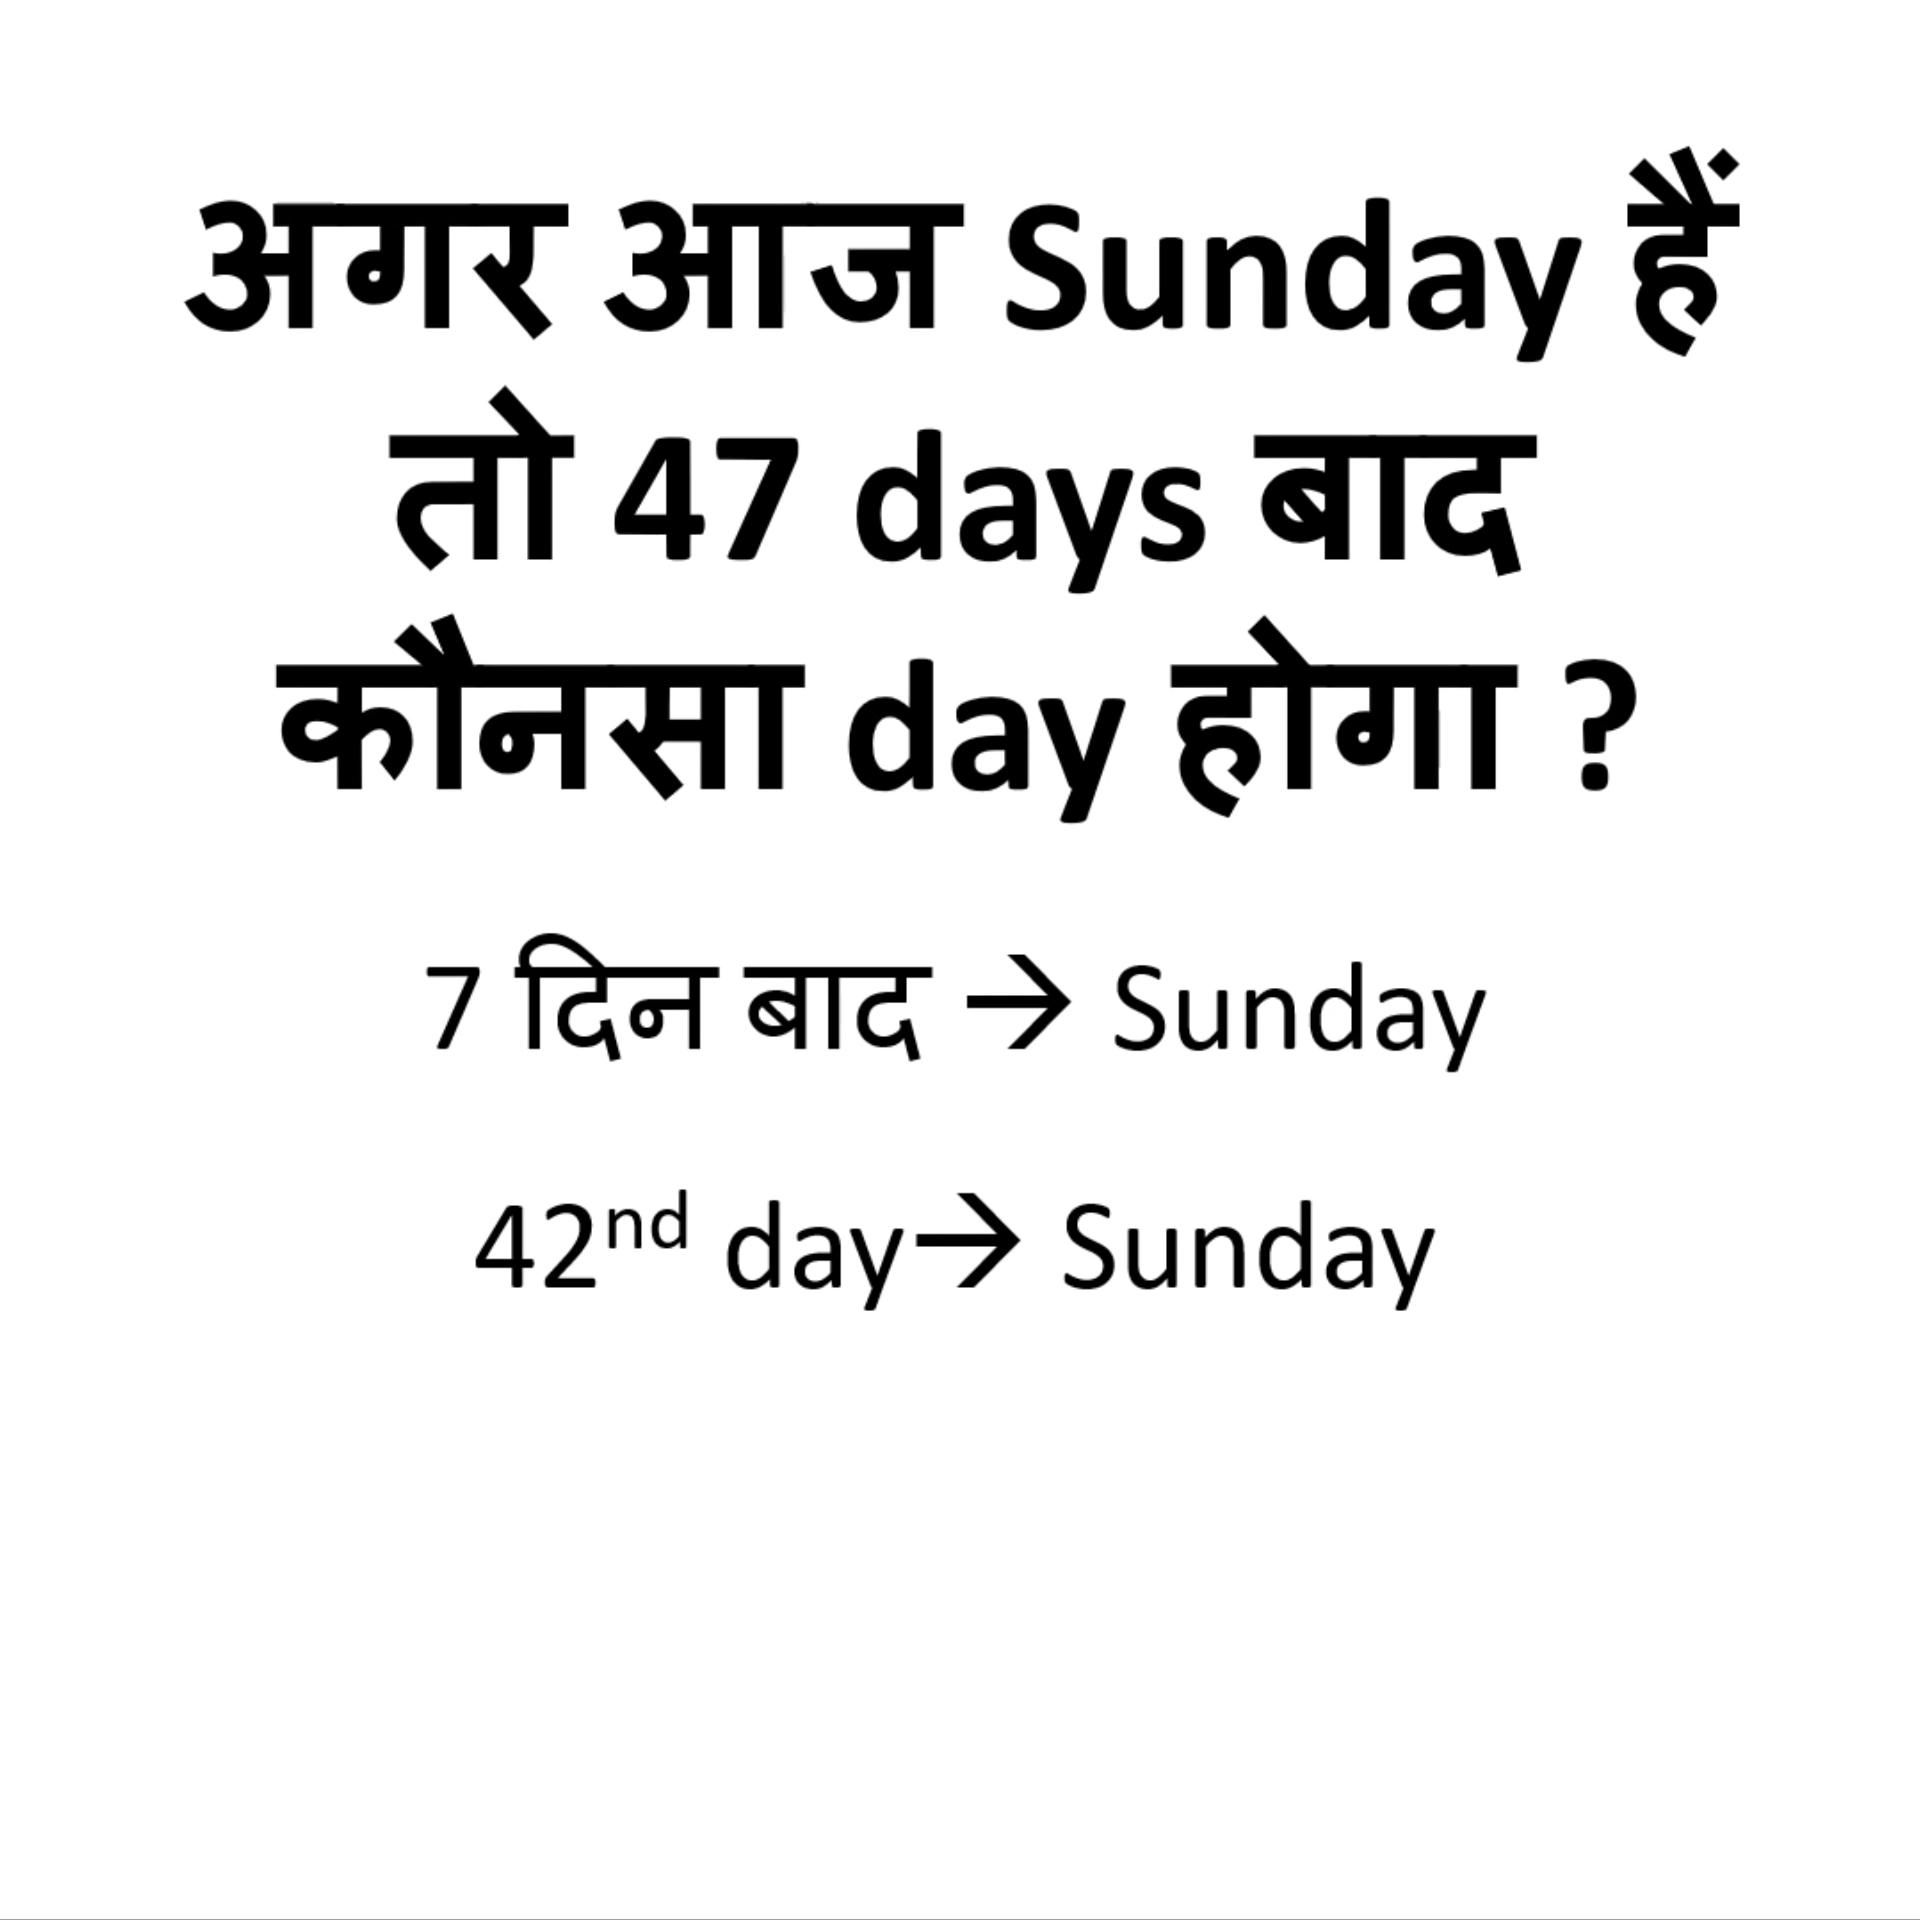 अगर आज Sunday हैं
तो 47 days बाद
कौनसा day होगा ?
7 दिन बाद → Sunday
42nd day→ Sunday